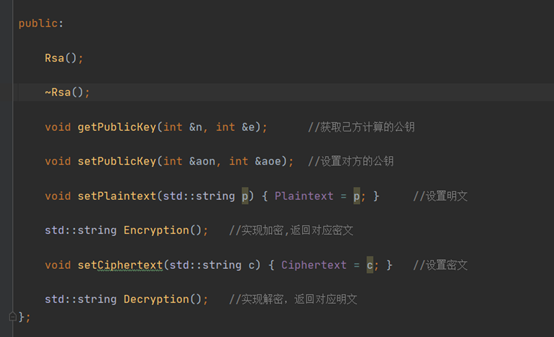 public:
Rsa();
~Rsa();
void getPublicKey(int &n, int &e);      //获取己方计算的公钥
void setPublicKey(int &aon, int &aoe);  //设置对方的公钥
void setPlaintext(std::string p) { Plaintext = p; }     //设置明文
std::string Encryption();   //实现加密,返回对应密文
void setCiphertext(std::string c) { Ciphertext = c; }   //设置密文
std::string Decryption();   //实现解密，返回对应明文
};